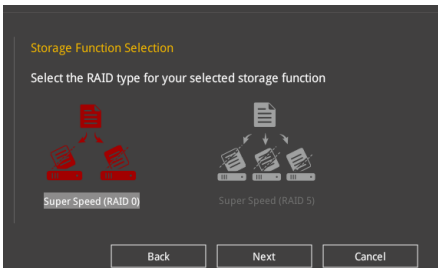 Storage Function Selection
Select the RAID type for your selected storage function
Super Speed (RAID 0)
Super Speed (RAID 5)
Back
Next
Cancel